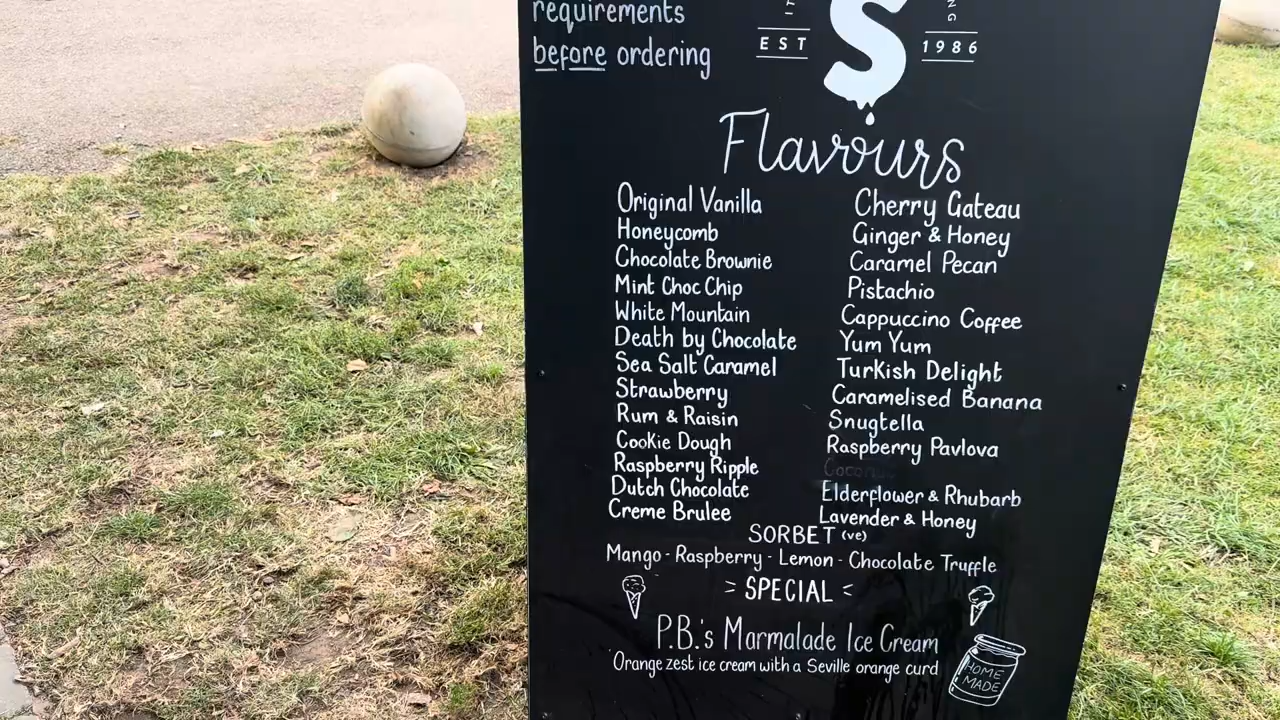 requirements
before ordering
EST
S
1986
Flavours
Original Vanilla
Honeycomb
Chocolate Brownie
Mint Choc Chip
White Mountain
Death by Chocolate
Sea Salt Caramel
Strawberry
Rum & Raisin
Cookie Dough
Raspberry Ripple
Dutch Chocolate
Creme Brulee
Cherry Gateau
Ginger & Honey
Caramel Pecan
Pistachio
Cappuccino Coffee
Yum Yum
Turkish Delight
Caramelised Banana
Snugtella
Raspberry Pavlova
Elderflower & Rhubarb
Lavender & Honey
SORBET (ve)
Mango - Raspberry - Lemon - Chocolate Truffle
SPECIAL
P.B.'s Marmalade Ice Cream
Orange zest ice cream with a Seville orange curd
HOME
MADE